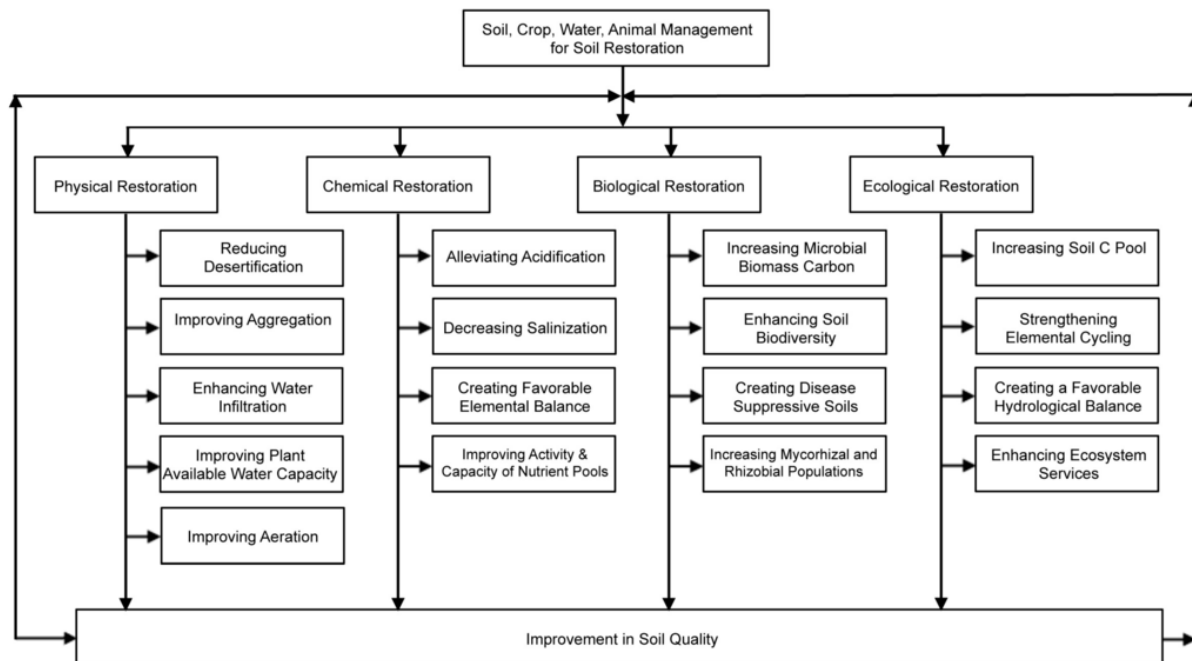 Soil, Crop, Water, Animal Management
for Soil Restoration
Physical Restoration
Chemical Restoration
Biological Restoration
Ecological Restoration
Reducing
Desertification
Improving Aggregation
Enhancing Water
Infiltration
Improving Plant
Available Water Capacity
Improving Aeration
Alleviating Acidification
Decreasing Salinization
Creating Favorable
Elemental Balance
Improving Activity &
Capacity of Nutrient Pools
Increasing Microbial
Biomass Carbon
Enhancing Soil
Biodiversity
Creating Disease
Suppressive Soils
Increasing Mycorhizal and
Rhizobial Populations
Increasing Soil C Pool
Strengthening
Elemental Cycling
Creating a Favorable
Hydrological Balance
Enhancing Ecosystem
Services
Improvement in Soil Quality